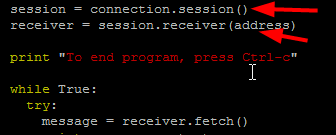 session = connection.session()
receiver = session.receiver(address)
print "To end program, press Ctrl-c"
while True:
try:
message = receiver.fetch()